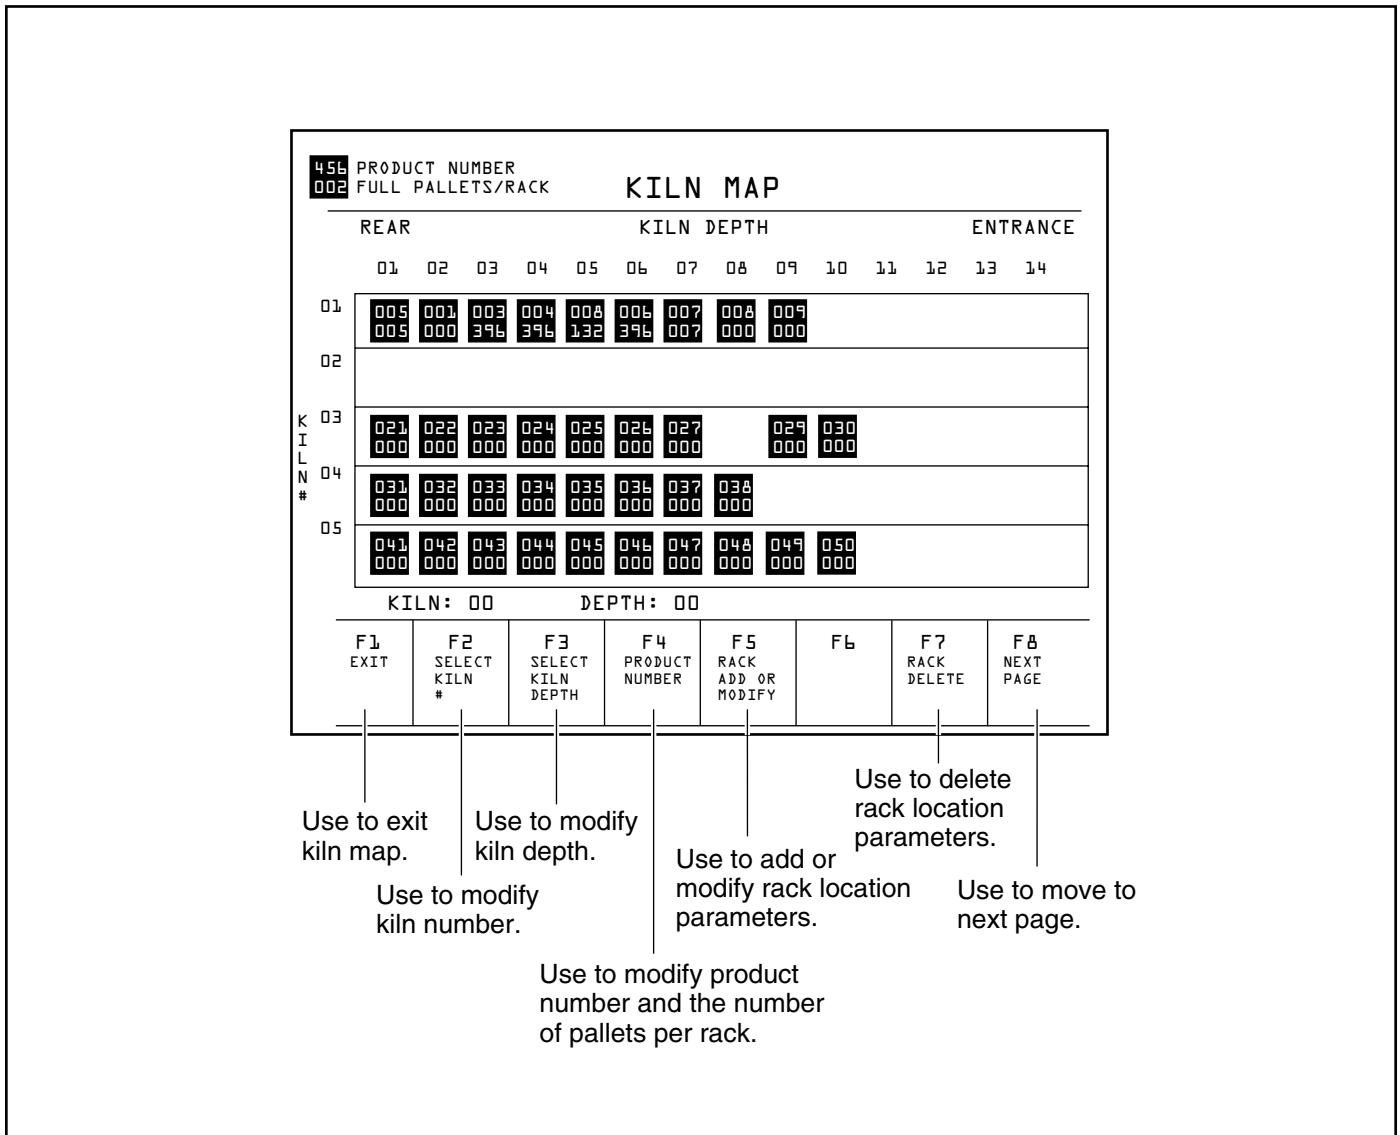 456 PRODUCT NUMBER
002 FULL PALLETS/RACK
KILN MAP
REAR KILN DEPTH ENTRANCE
01 02 03 04 05 06 07 08 09 10 11 12 13 14
KILN #
01
005 001 003 004 008 006 007 008 009
005 000 396 396 132 396 007 000 000
02
03
021 022 023 024 025 026 027 029 030
000 000 000 000 000 000 000 000 000
04
031 032 033 034 035 036 037 038
000 000 000 000 000 000 000 000
05
041 042 043 044 045 046 047 048 049 050
000 000 000 000 000 000 000 000 000 000
KILN: 00 DEPTH: 00
F1
EXIT
F2
SELECT
KILN
#
F3
SELECT
KILN
DEPTH
F4
PRODUCT
NUMBER
F5
RACK
ADD OR
MODIFY
F6
F7
RACK
DELETE
F8
NEXT
PAGE
Use to exit
kiln map.
Use to modify
kiln number.
Use to modify
kiln depth.
Use to modify product
number and the number
of pallets per rack.
Use to add or
modify rack location
parameters.
Use to delete
rack location
parameters.
Use to move to
next page.